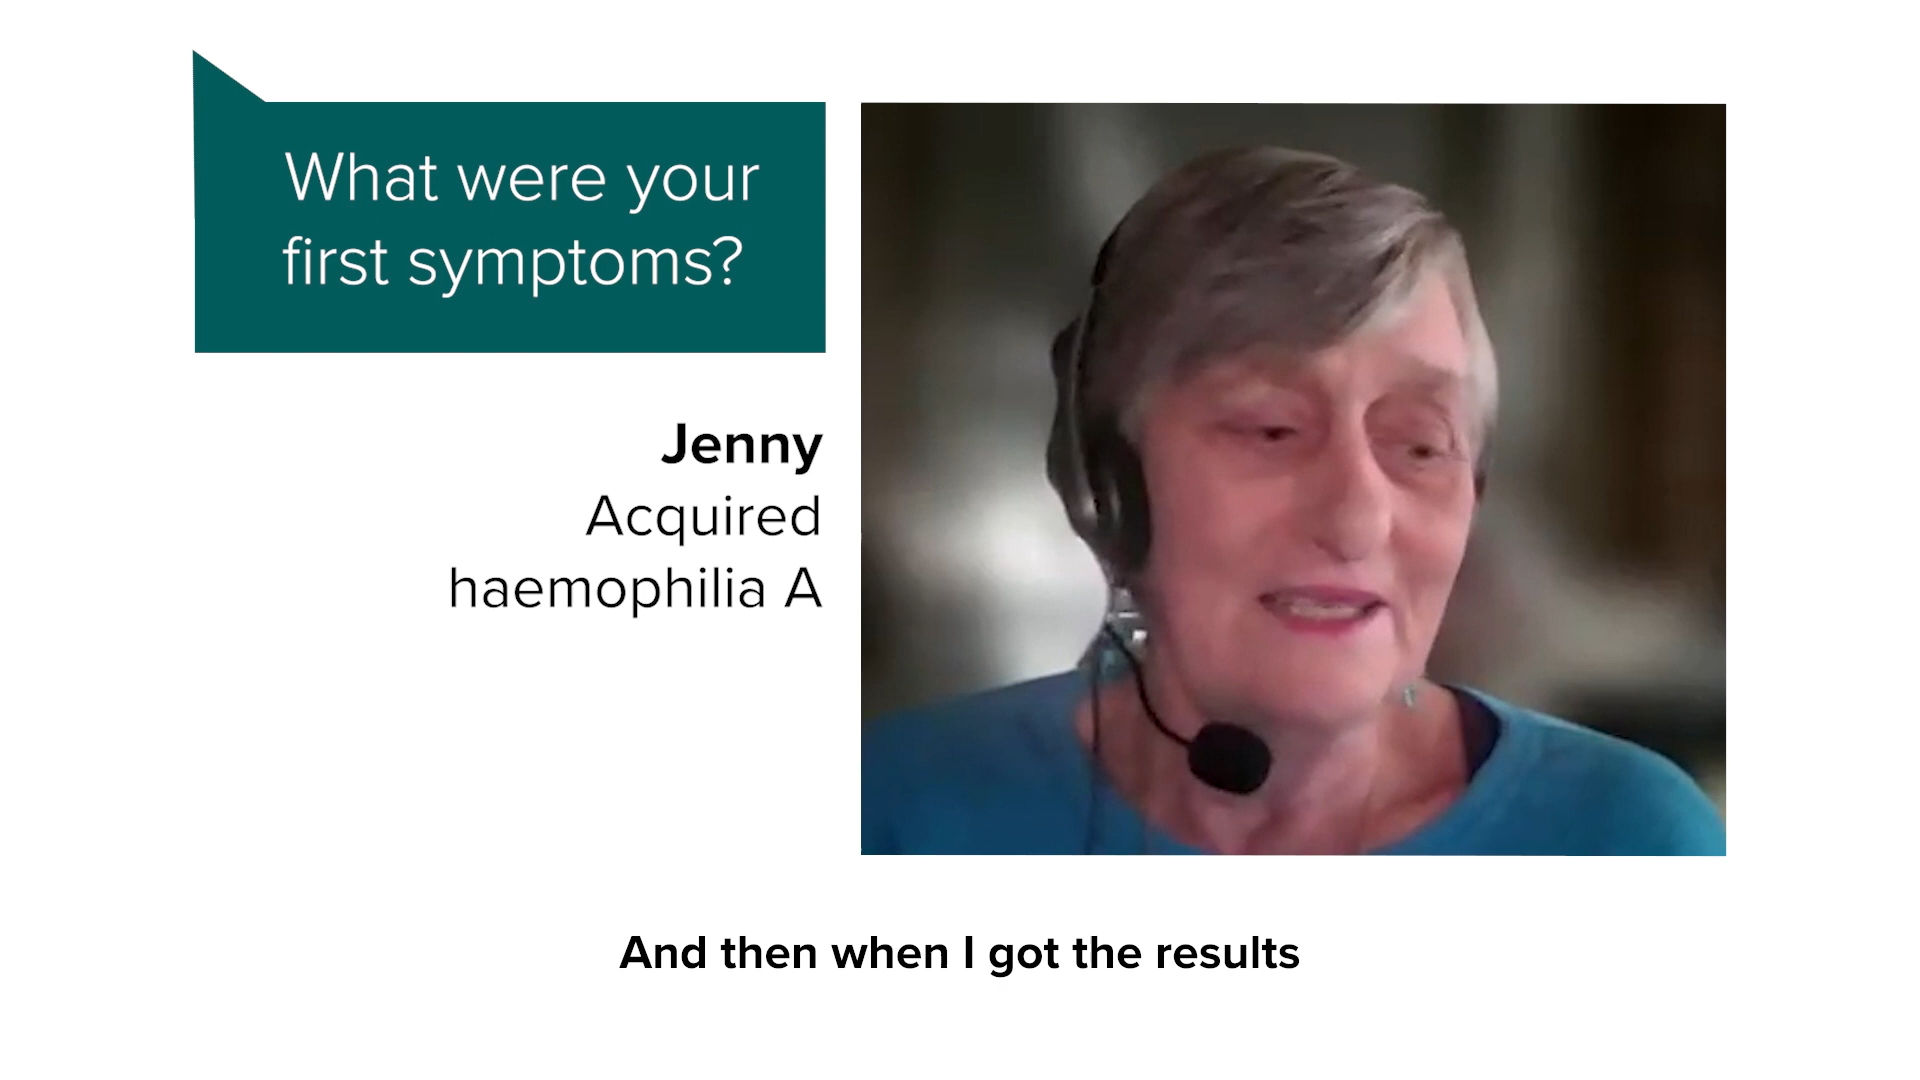 What were your
first symptoms?
Jenny
Acquired
haemophilia A
And then when I got the results